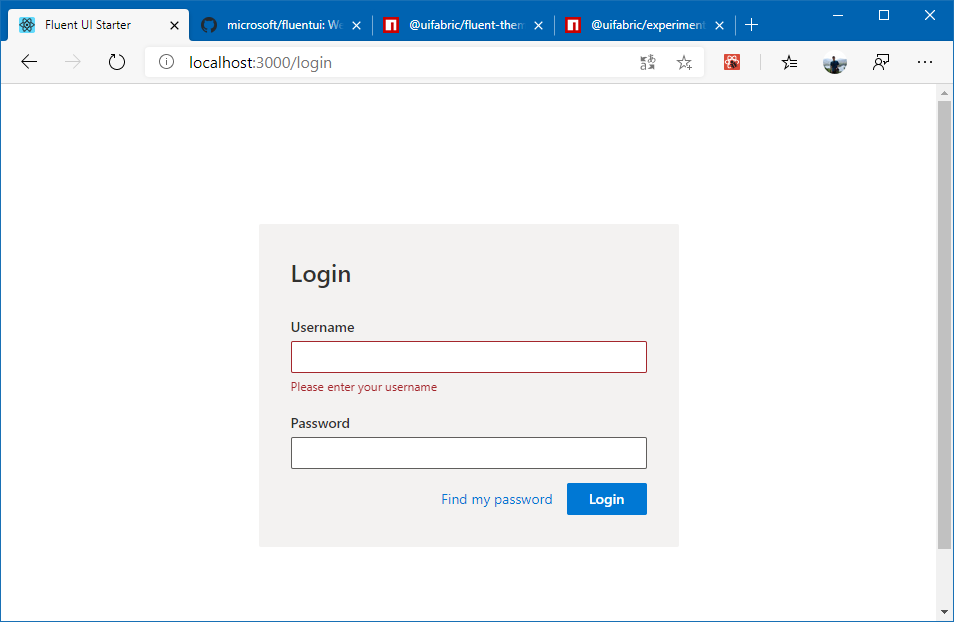 Fluent UI Starter
microsoft/fluentui: We
@uifabric/fluent-them
@uifabric/experiment
localhost:3000/login
Login
Username
Please enter your username
Password
Find my password
Login